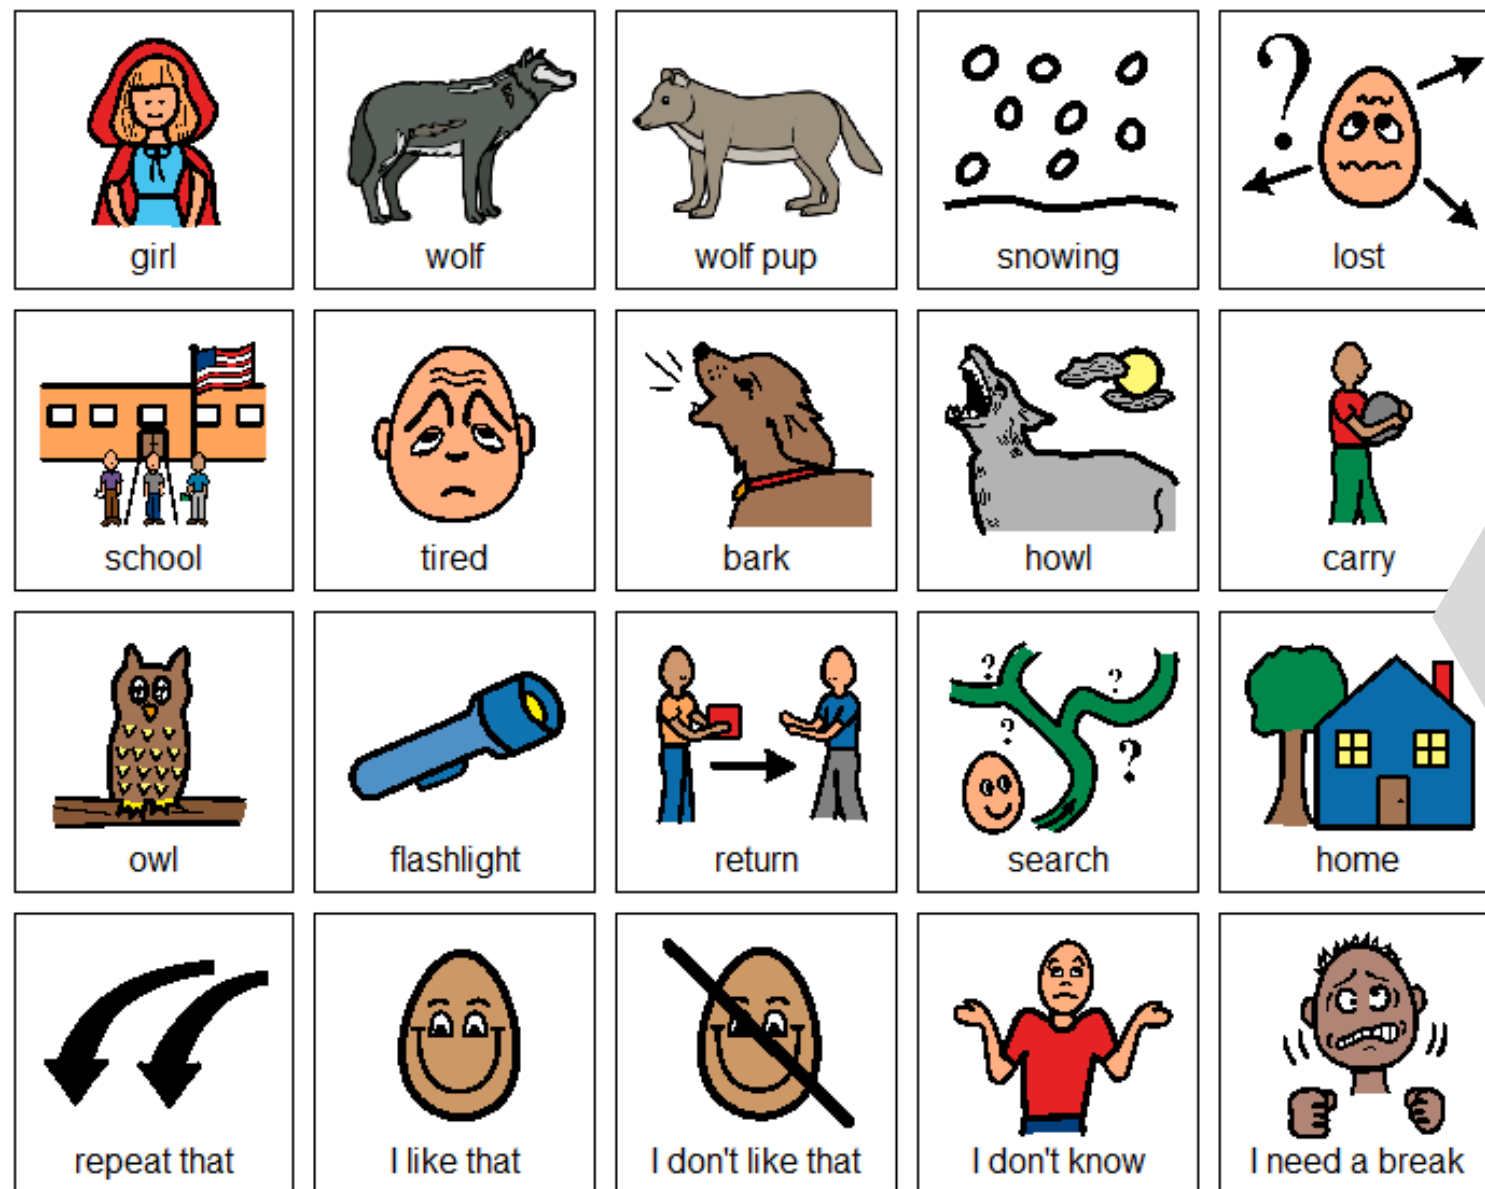 girl
wolf
wolf pup
snowing
lost
school
tired
bark
howl
carry
owl
flashlight
return
search
home
repeat that
I like that
I don't like that
I don't know
I need a break